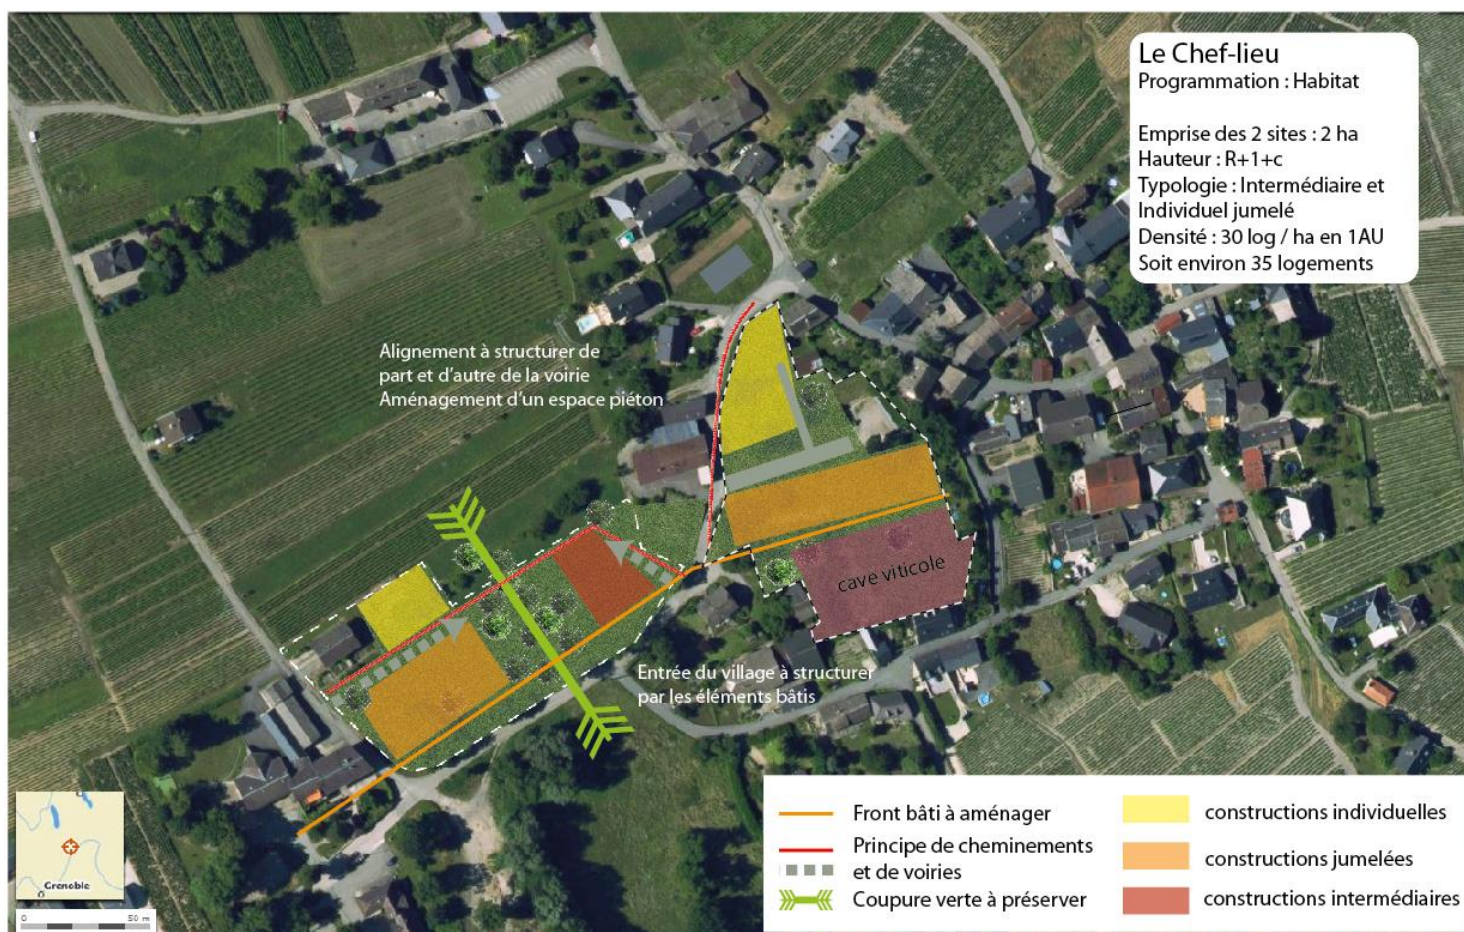 Le Chef-lieu
Programmation : Habitat
Emprise des 2 sites : 2 ha
Hauteur : R+1+c
Typologie : Intermédiaire et
Individuel jumelé
Densité : 30 log / ha en 1AU
Soit environ 35 logements
Alignement à structurer de
part et d'autre de la voirie
Aménagement d'un espace piéton
cave viticole
Entrée du village à structurer
par les éléments bâtis
Front bâti à aménager
Principe de cheminements
et de voiries
Coupure verte à préserver
constructions individuelles
constructions jumelées
constructions intermédiaires
Grenoble
0 50 m